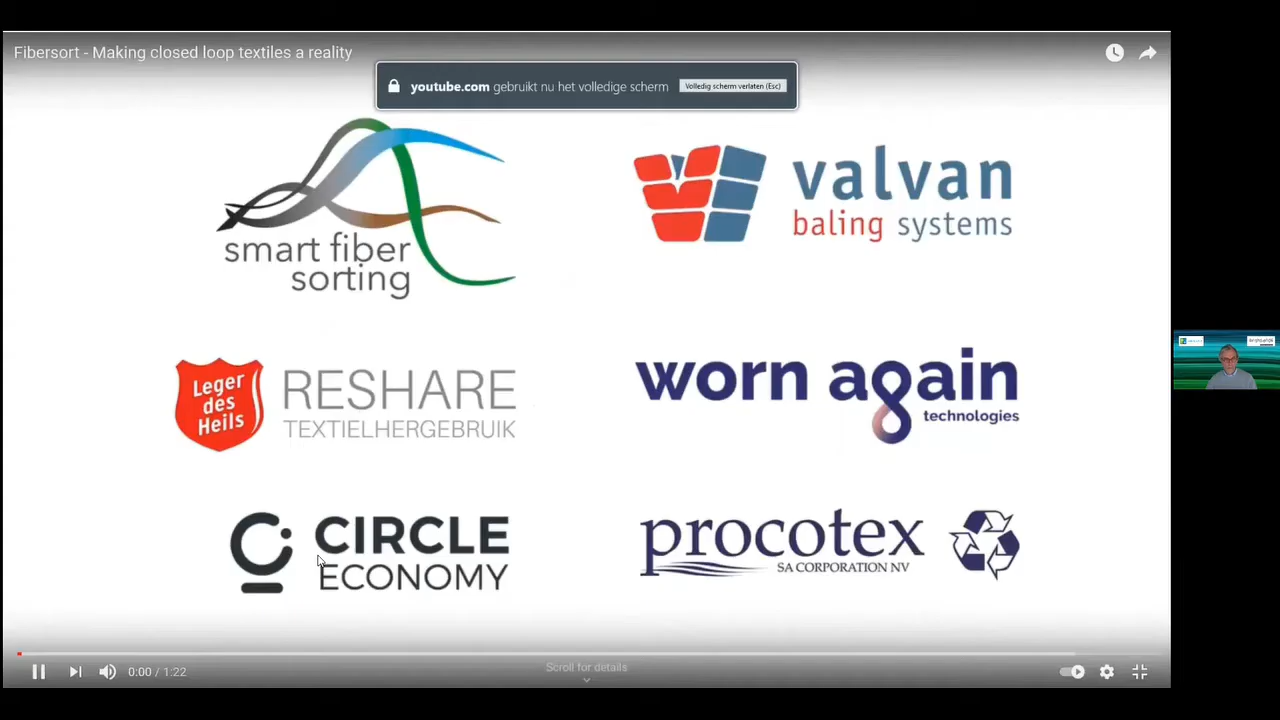 Fibersort - Making closed loop textiles a reality
youtube.com gebruikt nu het volledige scherm
Volledig scherm verlaten (Esc)
smart fiber
sorting
valvan
baling systems
Leger
des
Heils
RESHARE
TEXTIELHERGEBRUIK
worn again
technologies
CIRCLE
ECONOMY
procotex
SA CORPORATION NV
0:00 / 1:22
Scroll for details